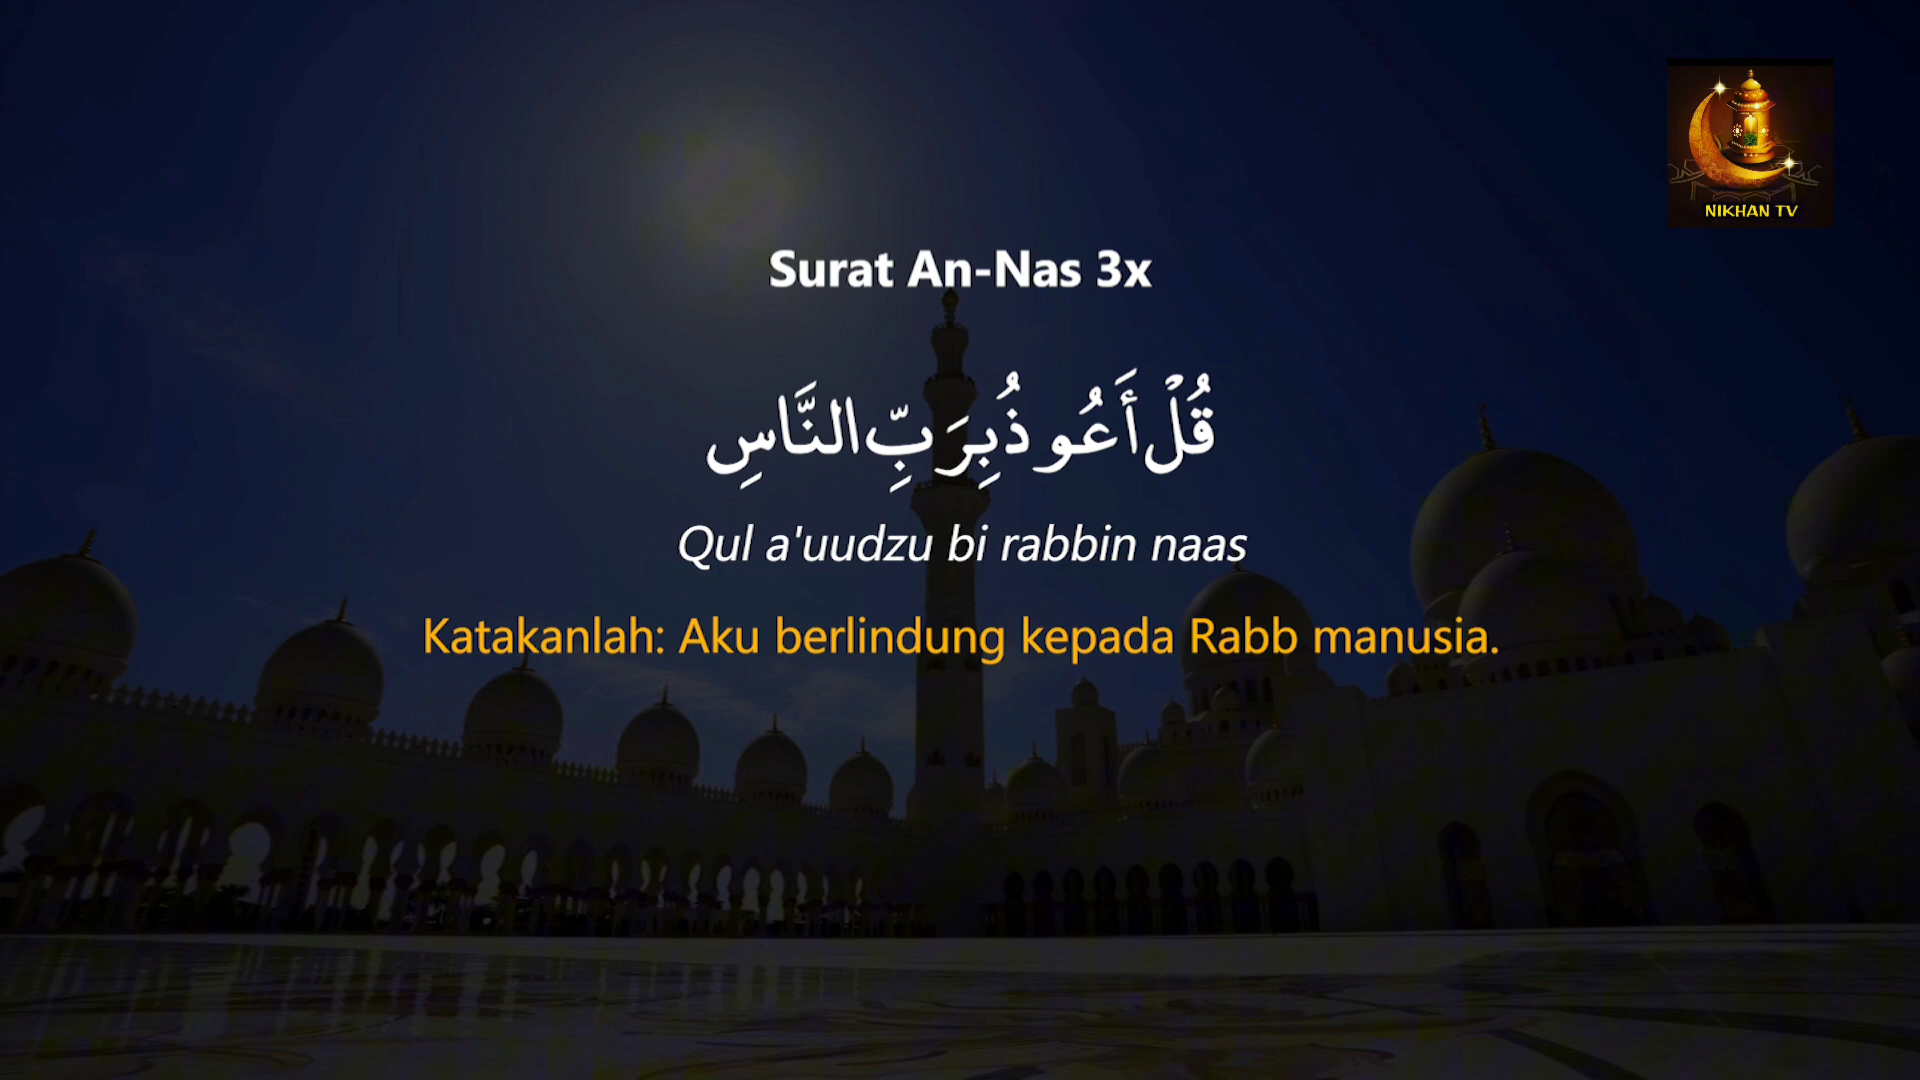 NIKHAN TV
Surat An-Nas 3x
قُلْ أَعُوذُ بِرَبِّ النَّاسِ
Qul a'uudzu bi rabbin naas
Katakanlah: Aku berlindung kepada Rabb manusia.